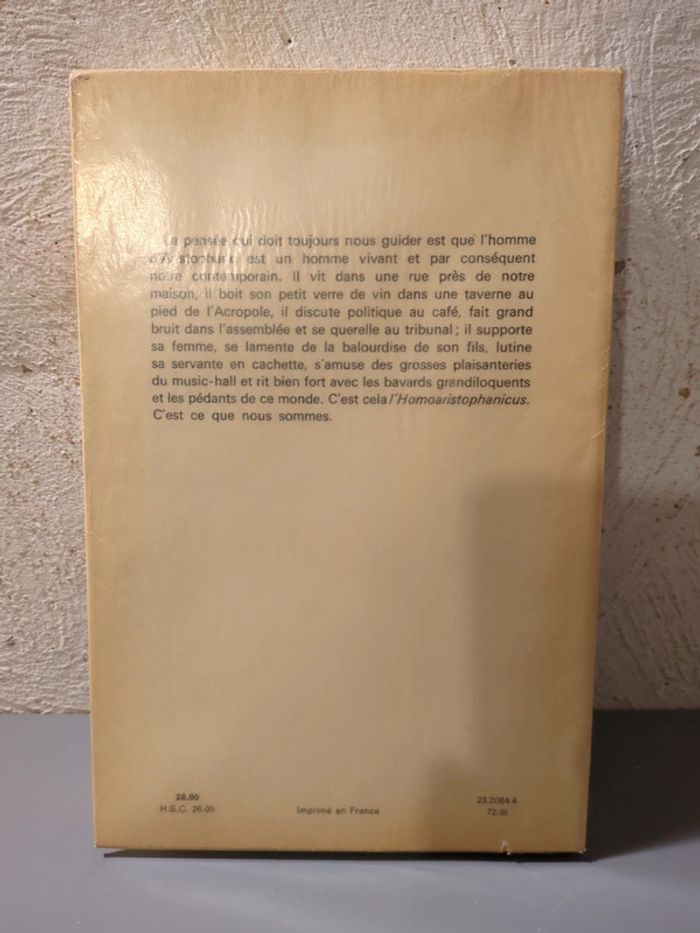 La pensée qui doit toujours nous guider est que l'homme
d'Aristophane est un homme vivant et par conséquent
notre contemporain. Il vit dans une rue près de notre
maison, il boit son petit verre de vin dans une taverne au
pied de l'Acropole, il discute politique au café, fait grand
bruit dans l'assemblée et se querelle au tribunal ; il supporte
sa femme, se lamente de la balourdise de son fils, lutine
sa servante en cachette, s'amuse des grosses plaisanteries
du music-hall et rit bien fort avec les bavards grandiloquents
et les pédants de ce monde. C'est cela l'Homoaristophanicus.
C'est ce que nous sommes.
28.00
H.S.C. 26.05
Imprimé en France
23.2084.4
72-III